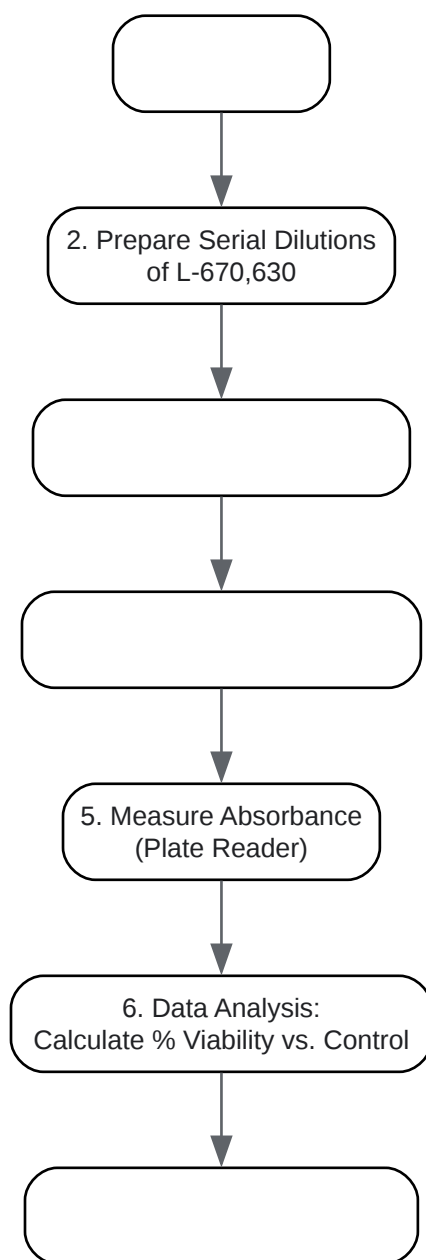 2. Prepare Serial Dilutions
of L-670,630
5. Measure Absorbance
(Plate Reader)
6. Data Analysis:
Calculate % Viability vs. Control